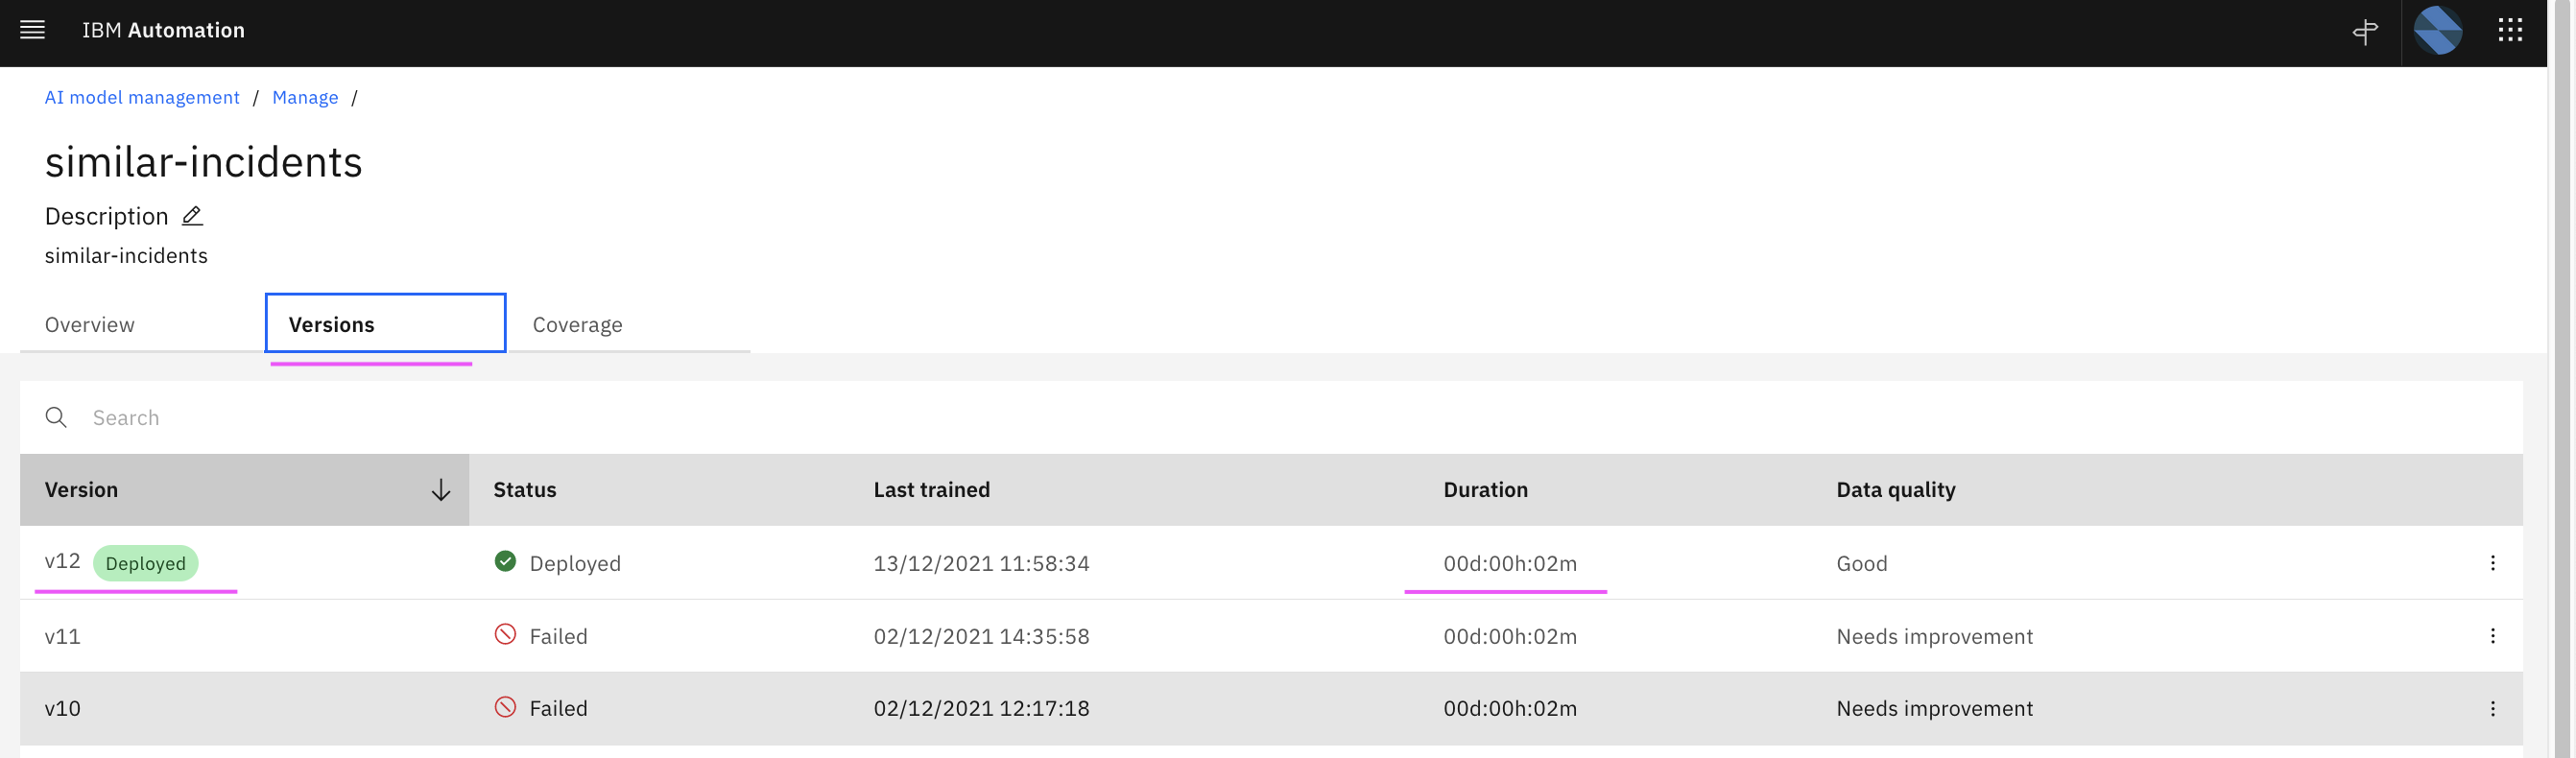 IBM Automation
AI model management / Manage /
similar-incidents
Description
similar-incidents
Overview Versions Coverage
Search
Version Status Last trained Duration Data quality
v12 Deployed Deployed 13/12/2021 11:58:34 00d:00h:02m Good
v11 Failed 02/12/2021 14:35:58 00d:00h:02m Needs improvement
v10 Failed 02/12/2021 12:17:18 00d:00h:02m Needs improvement